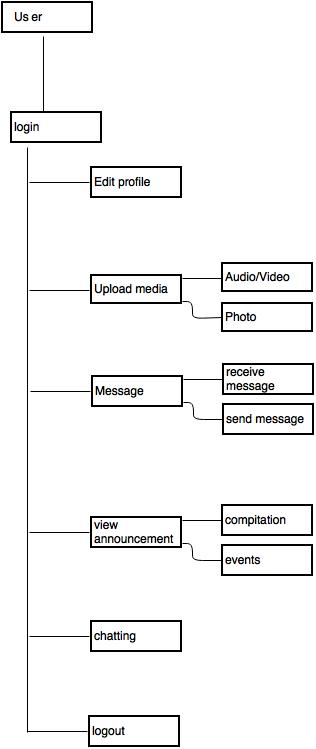 Us er
login
Edit profile
Upload media
Audio/Video
Photo
Message
receive
message
send message
view
announcement
compitation
events
chatting
logout